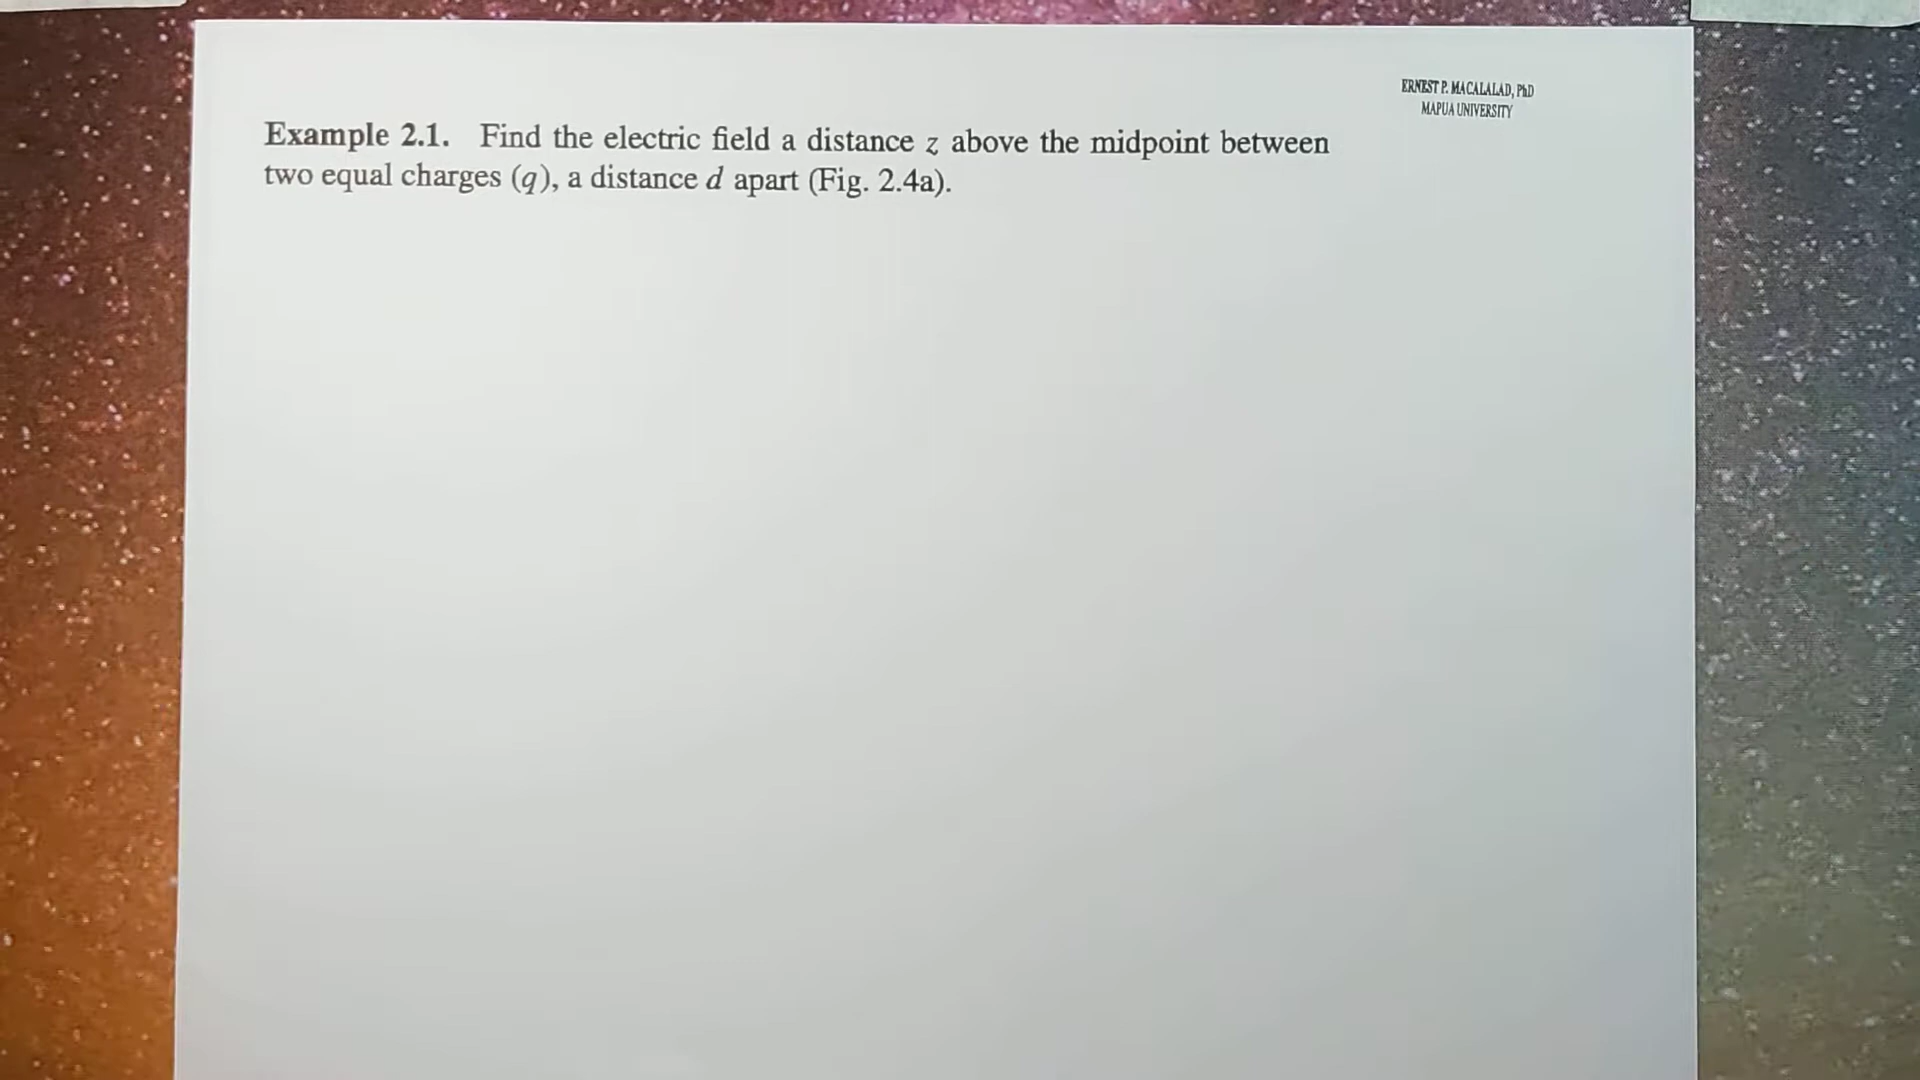 ERNEST P. MACALALAD, PhD
MAPUA UNIVERSITY
Example 2.1. Find the electric field a distance z above the midpoint between
two equal charges (q), a distance d apart (Fig. 2.4a).